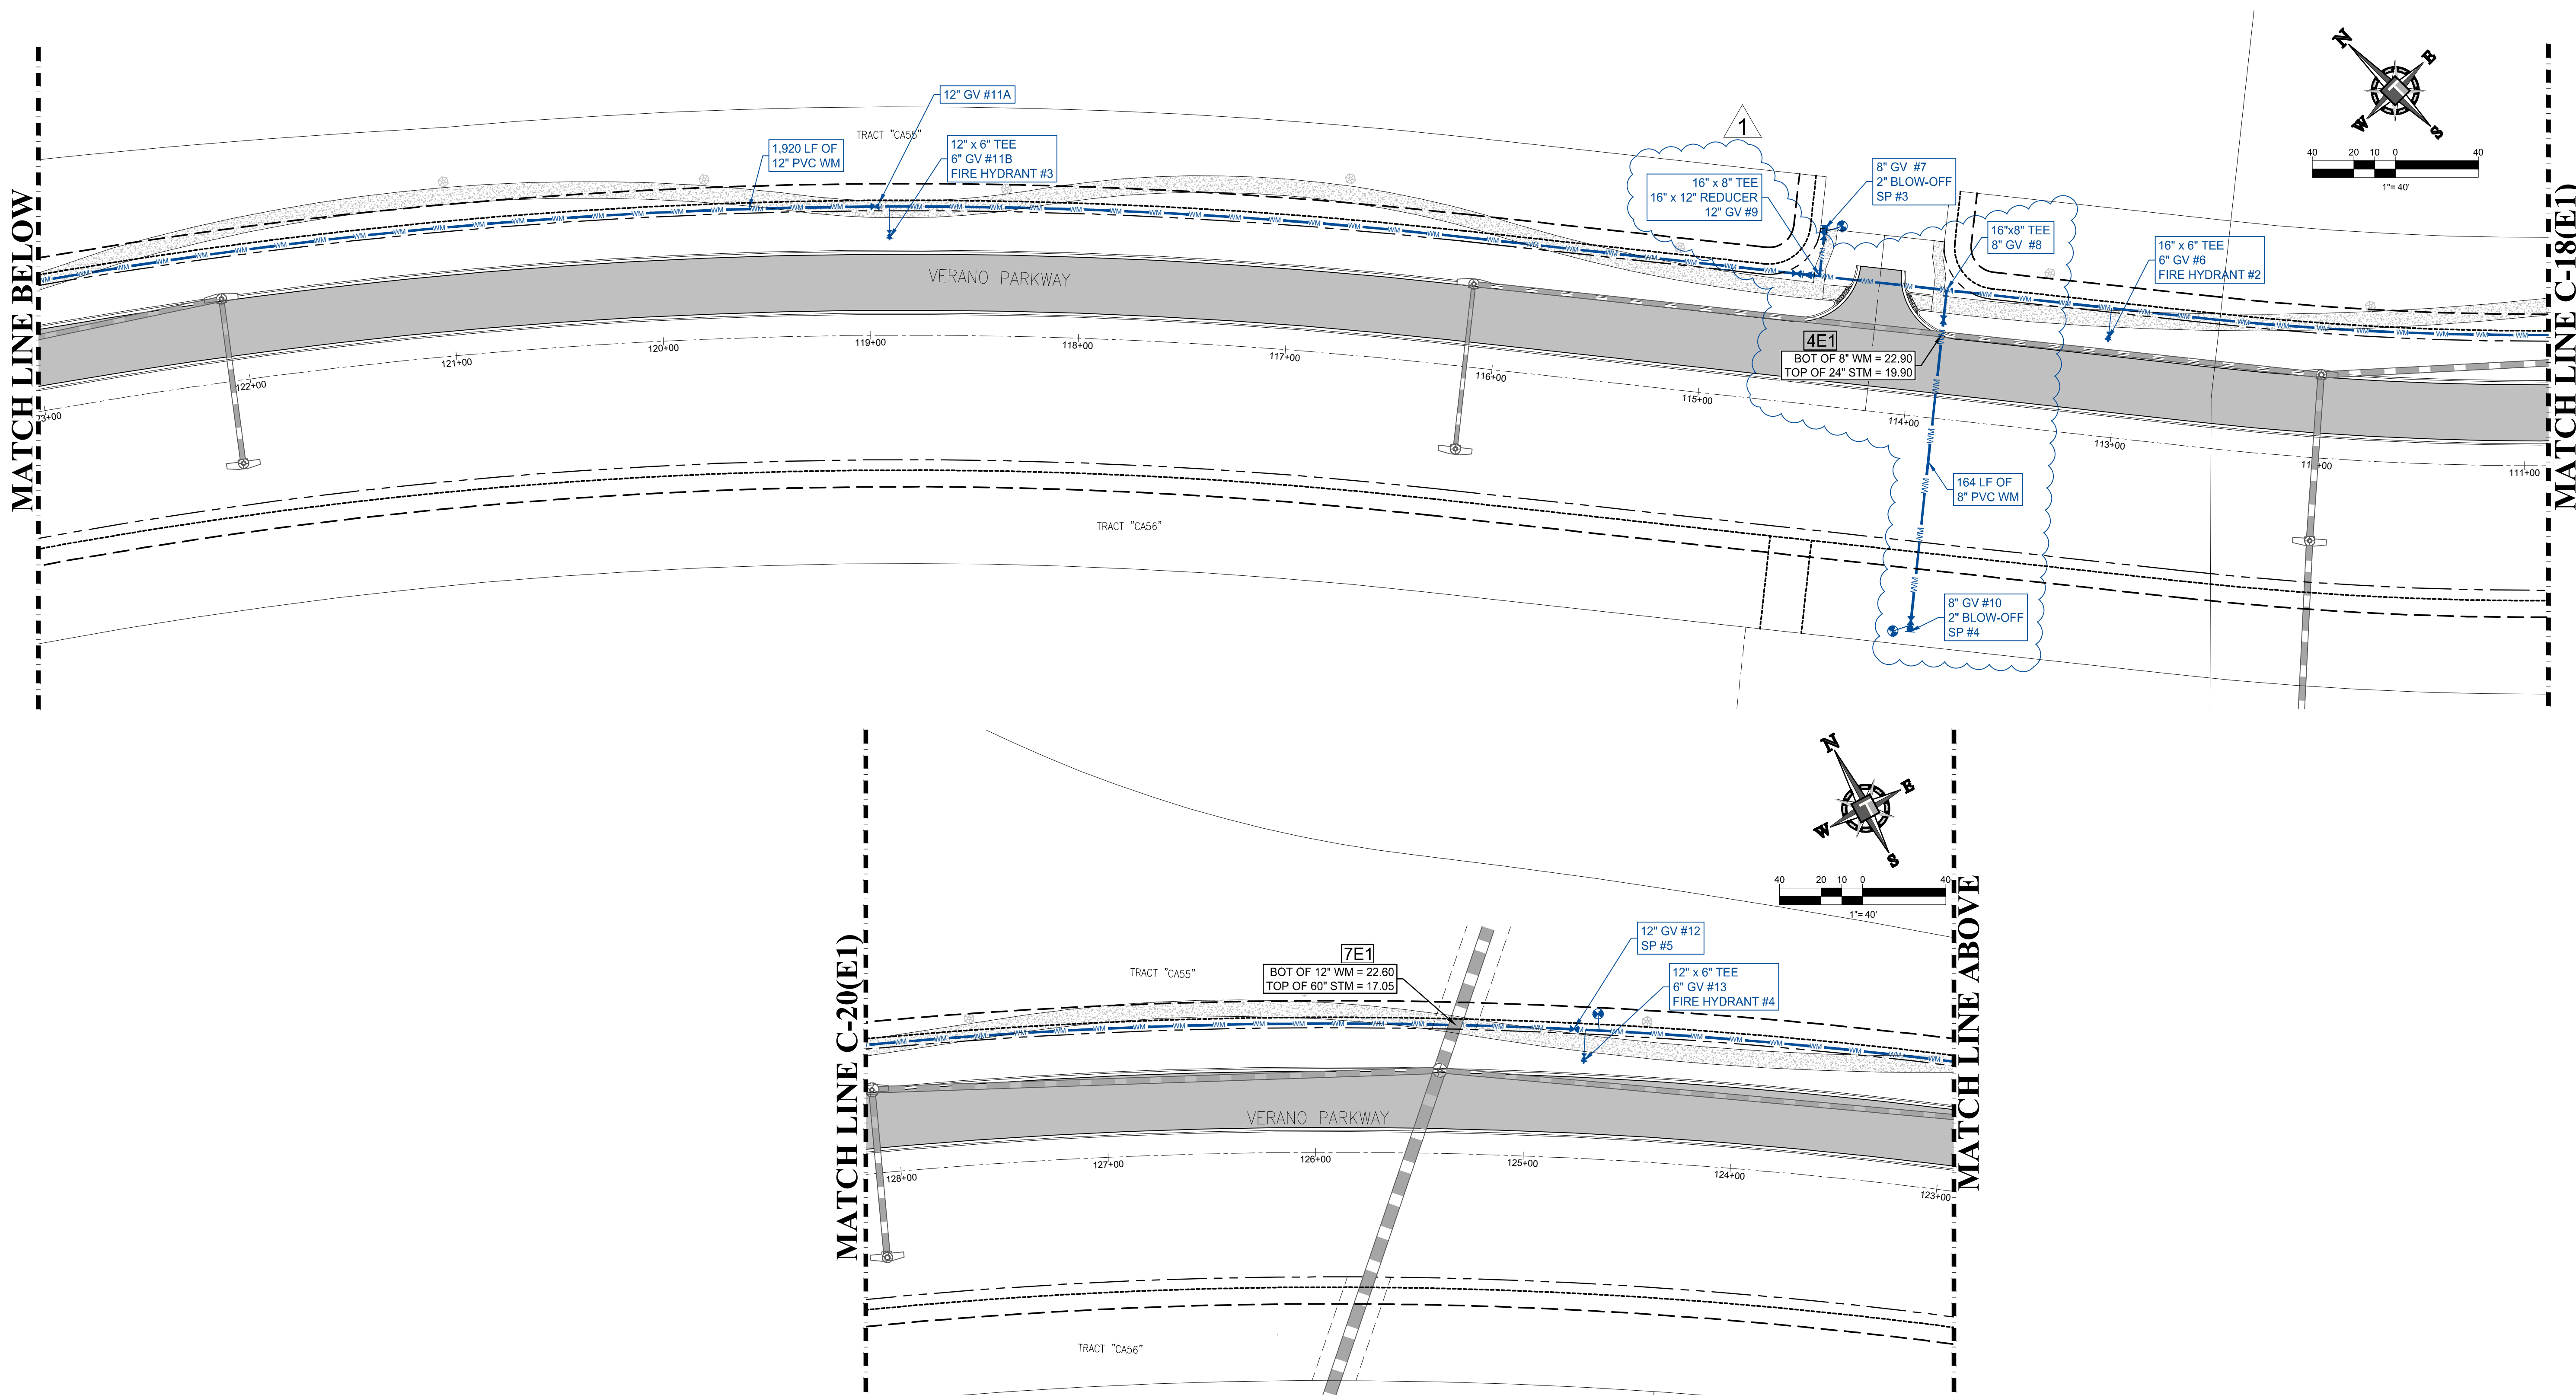 MATCH LINE BELOW
12" GV #11A
TRACT "CA55"
1,920 LF OF
12" PVC WM
12" x 6" TEE
6" GV #11B
FIRE HYDRANT #3
1
16" x 8" TEE
16" x 12" REDUCER
12" GV #9
8" GV #7
2" BLOW-OFF
SP #3
16"x8" TEE
8" GV #8
16" x 6" TEE
6" GV #6
FIRE HYDRANT #2
N
E
W
S
40 20 10 0 40
1"= 40'
VERANO PARKWAY
4E1
BOT OF 8" WM = 22.90
TOP OF 24" STM = 19.90
3+00
122+00
121+00
120+00
119+00
118+00
117+00
116+00
115+00
114+00
113+00
111+00
164 LF OF
8" PVC WM
TRACT "CA56"
8" GV #10
2" BLOW-OFF
SP #4
MATCH LINE C-18(E1)
MATCH LINE C-20(E1)
N
E
W
S
40 20 10 0 40
1"= 40'
12" GV #12
SP #5
7E1
BOT OF 12" WM = 22.60
TOP OF 60" STM = 17.05
TRACT "CA55"
12" x 6" TEE
6" GV #13
FIRE HYDRANT #4
WM
VERANO PARKWAY
128+00
127+00
126+00
125+00
124+00
123+00
TRACT "CA56"
MATCH LINE ABOVE